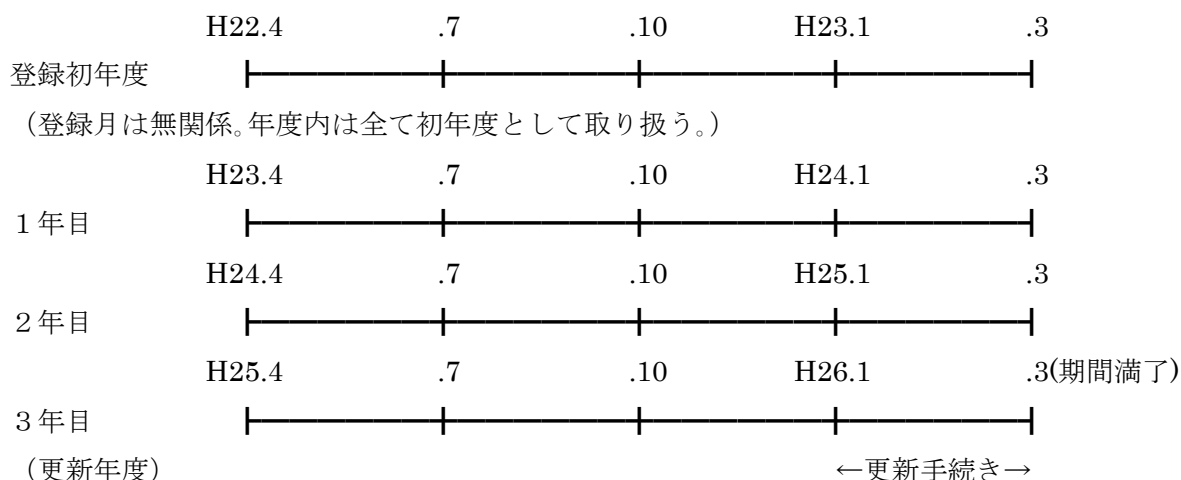 H22.4 .7 .10 H23.1 .3
登録初年度
（登録月は無関係。年度内は全て初年度として取り扱う。）
H23.4 .7 .10 H24.1 .3
１年目
H24.4 .7 .10 H25.1 .3
２年目
H25.4 .7 .10 H26.1 .3(期間満了)
３年目
（更新年度） ←更新手続き→